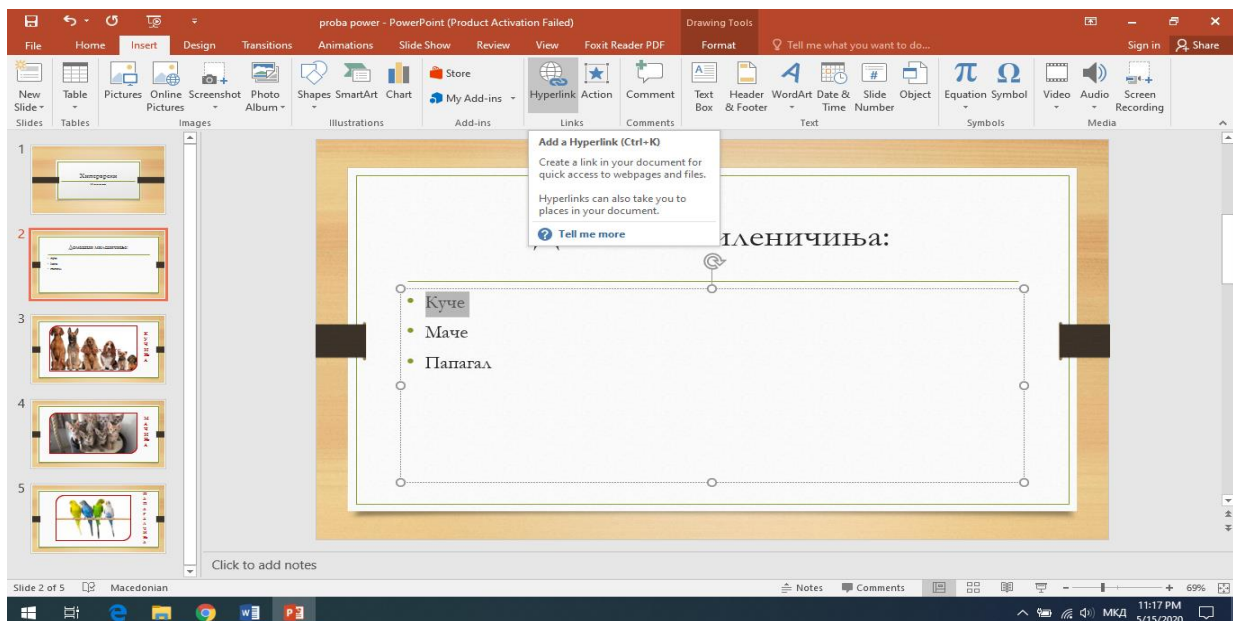 proba power - PowerPoint (Product Activation Failed)
Drawing Tools
File Home Insert Design Transitions Animations Slide Show Review View Foxit Reader PDF Format Tell me what you want to do... Sign in Share
New Slide
Table
Pictures
Online Pictures
Screenshot
Photo Album
Shapes SmartArt Chart
Store
My Add-ins
Hyperlink Action
Comment
Text Box
Header & Footer
WordArt
Date & Time
Slide Number
Object
Equation Symbol
Video Audio
Screen Recording
Slides Tables Images Illustrations Add-ins Links Comments Text Symbols Media
Add a Hyperlink (Ctrl+K)
Create a link in your document for
quick access to webpages and files.
Hyperlinks can also take you to
places in your document.
Tell me more
1
2
3
4
5
миленичиња:
• Куче
• Маче
• Папагал
Click to add notes
Slide 2 of 5 Macedonian Notes Comments 69%
МКД 11:17 PM
5/15/2020